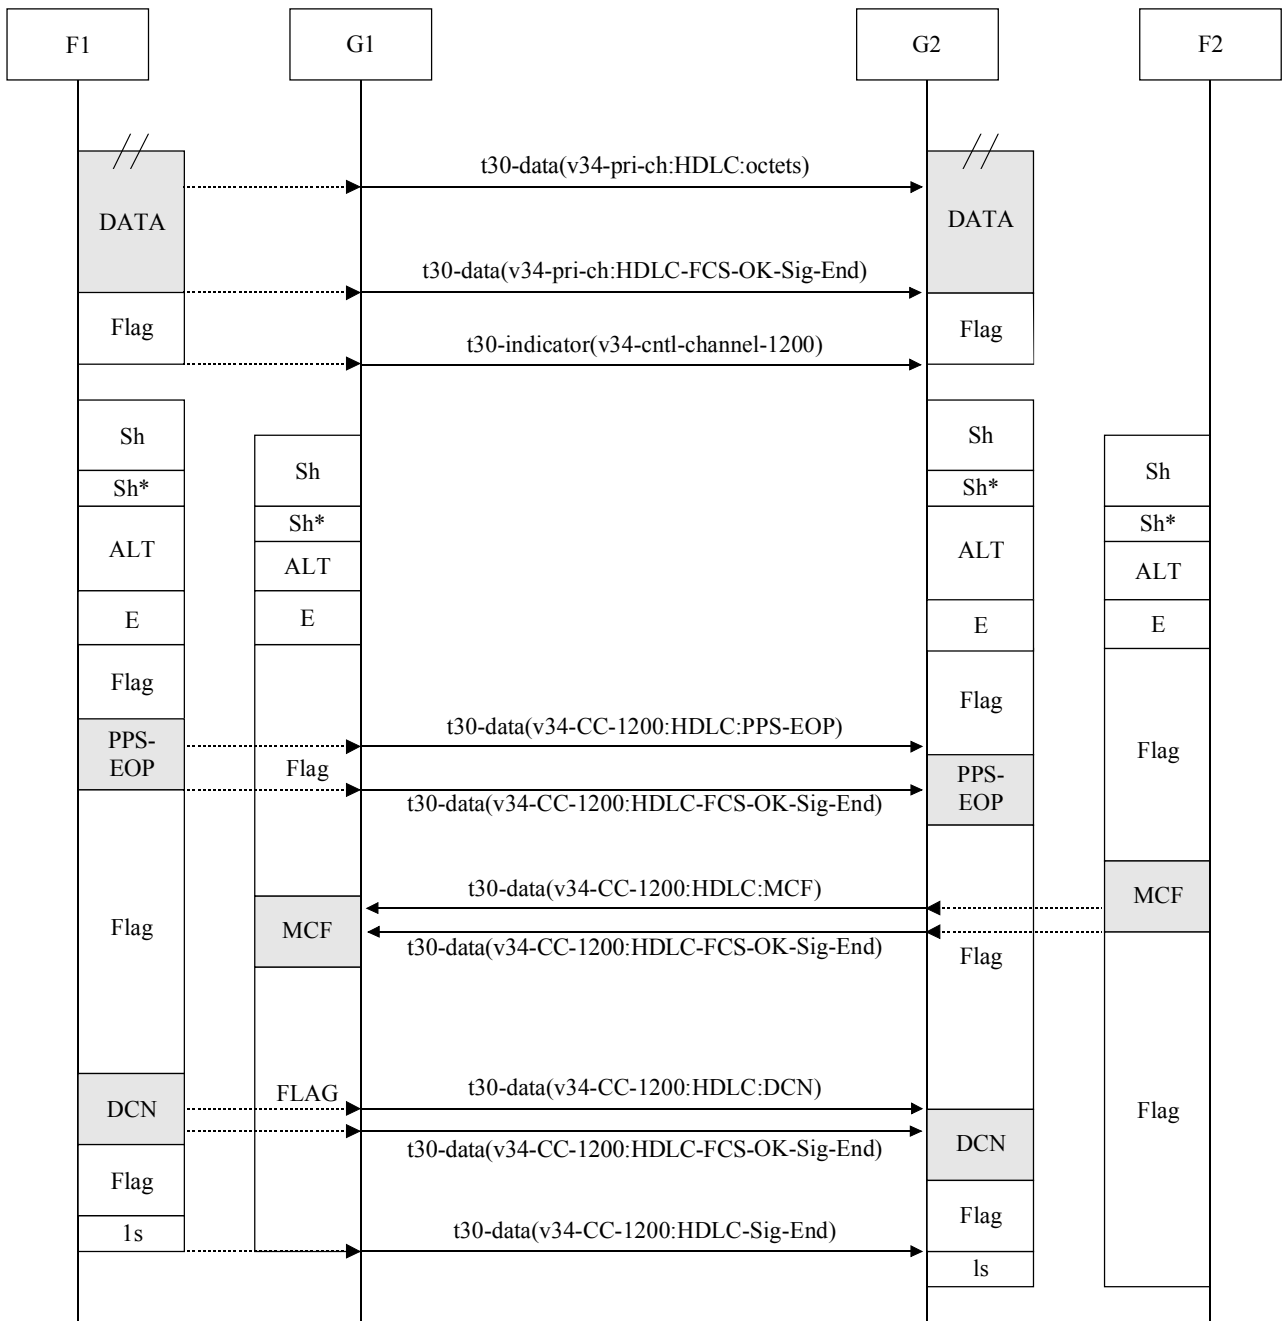 F1
G1
G2
F2
t30-data(v34-pri-ch:HDLC:octets)
DATA
DATA
t30-data(v34-pri-ch:HDLC-FCS-OK-Sig-End)
Flag
Flag
t30-indicator(v34-cntl-channel-1200)
Sh
Sh
Sh
Sh
Sh*
Sh*
Sh*
Sh*
ALT
ALT
ALT
ALT
E
E
E
E
Flag
Flag
t30-data(v34-CC-1200:HDLC:PPS-EOP)
PPS-
EOP
Flag
Flag
PPS-
EOP
t30-data(v34-CC-1200:HDLC-FCS-OK-Sig-End)
t30-data(v34-CC-1200:HDLC:MCF)
MCF
Flag
MCF
t30-data(v34-CC-1200:HDLC-FCS-OK-Sig-End)
Flag
FLAG
t30-data(v34-CC-1200:HDLC:DCN)
DCN
Flag
t30-data(v34-CC-1200:HDLC-FCS-OK-Sig-End)
DCN
Flag
Flag
t30-data(v34-CC-1200:HDLC-Sig-End)
1s
ls